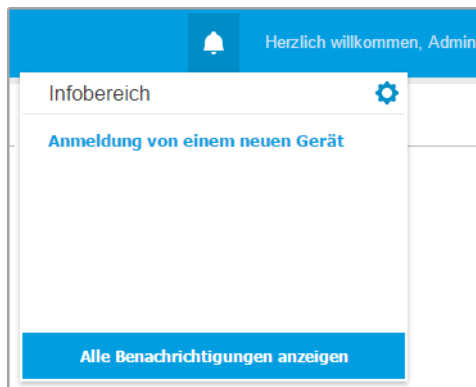 Herzlich willkommen, Admin
Infobereich
Anmeldung von einem neuen Gerät
Alle Benachrichtigungen anzeigen